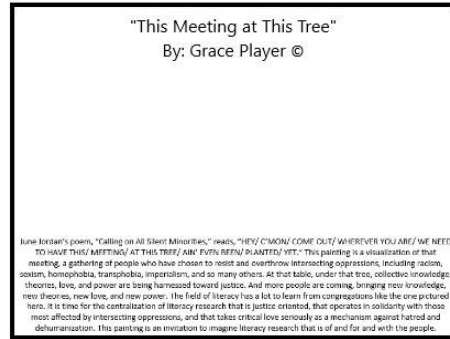 "This Meeting at This Tree"
By: Grace Player ©
June Jordan's poem, "Calling on All Silent Minorities," reads, "HEY/ C'MON/ COME OUT/ WHEREVER YOU ARE/ WE NEED
TO HAVE THIS/ MEETING/ AT THIS TREE/ AIN' EVEN BEEN/ PLANTED/ YET." This painting is a visualization of that
meeting, a gathering of people who have chosen to resist and overthrow intersecting oppressions, including racism,
sexism, homophobia, transphobia, imperialism, and so many others. At that table, under that tree, collective knowledge,
theories, love, and power are being harnessed toward justice. And more people are coming, bringing new knowledge,
new theories, new love, and new power. The field of literacy has a lot to learn from congregations like the one pictured
here. It is time for the centralization of literacy research that is justice oriented, that operates in solidarity with those
most affected by intersecting oppressions, and that takes critical love seriously as a mechanism against hatred and
dehumanization. This painting is an invitation to imagine literacy research that is of and for and with the people.